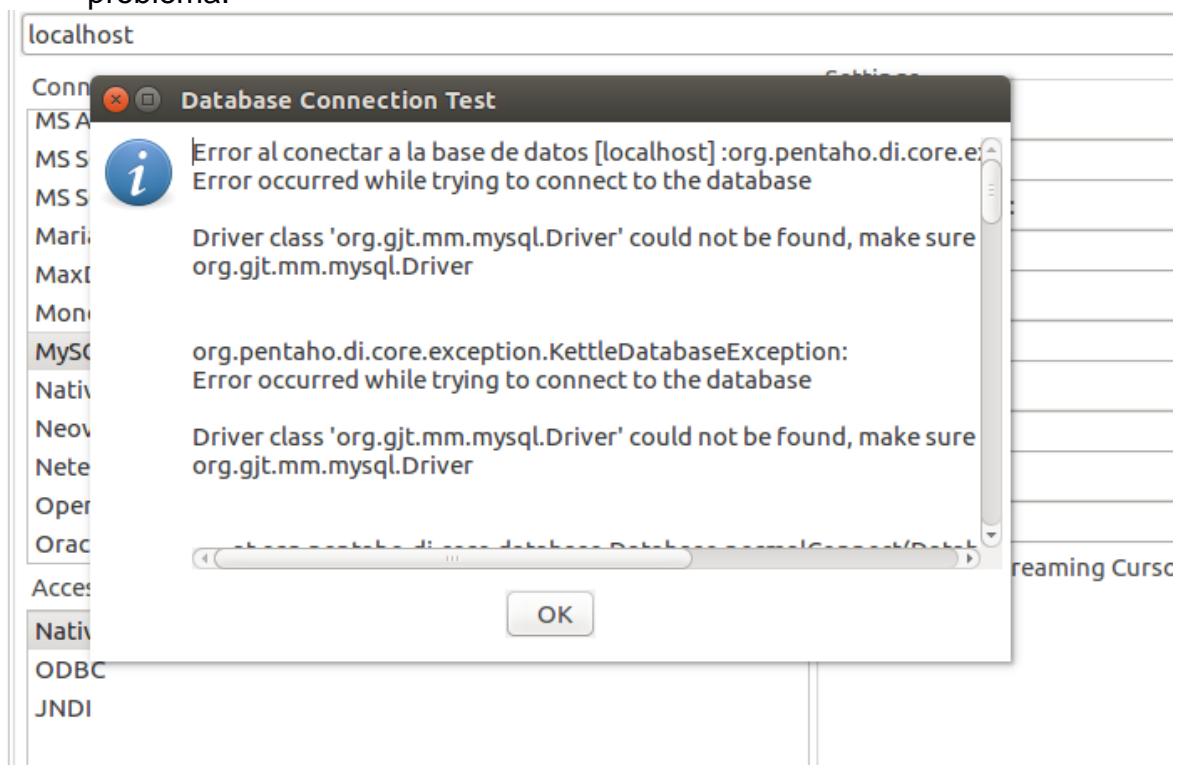 problema.
localhost
Database Connection Test
MS A
MS S
MS S
Maria
MaxD
Mone
MySQ
Nativ
Neov
Nete
Oper
Orac
Error al conectar a la base de datos [localhost] :org.pentaho.di.core.e
Error occurred while trying to connect to the database
Driver class 'org.gjt.mm.mysql.Driver' could not be found, make sure
org.gjt.mm.mysql.Driver
org.pentaho.di.core.exception.KettleDatabaseException:
Error occurred while trying to connect to the database
Driver class 'org.gjt.mm.mysql.Driver' could not be found, make sure
org.gjt.mm.mysql.Driver
OK
reaming Curso
Acces
Nativ
ODBC
JNDI